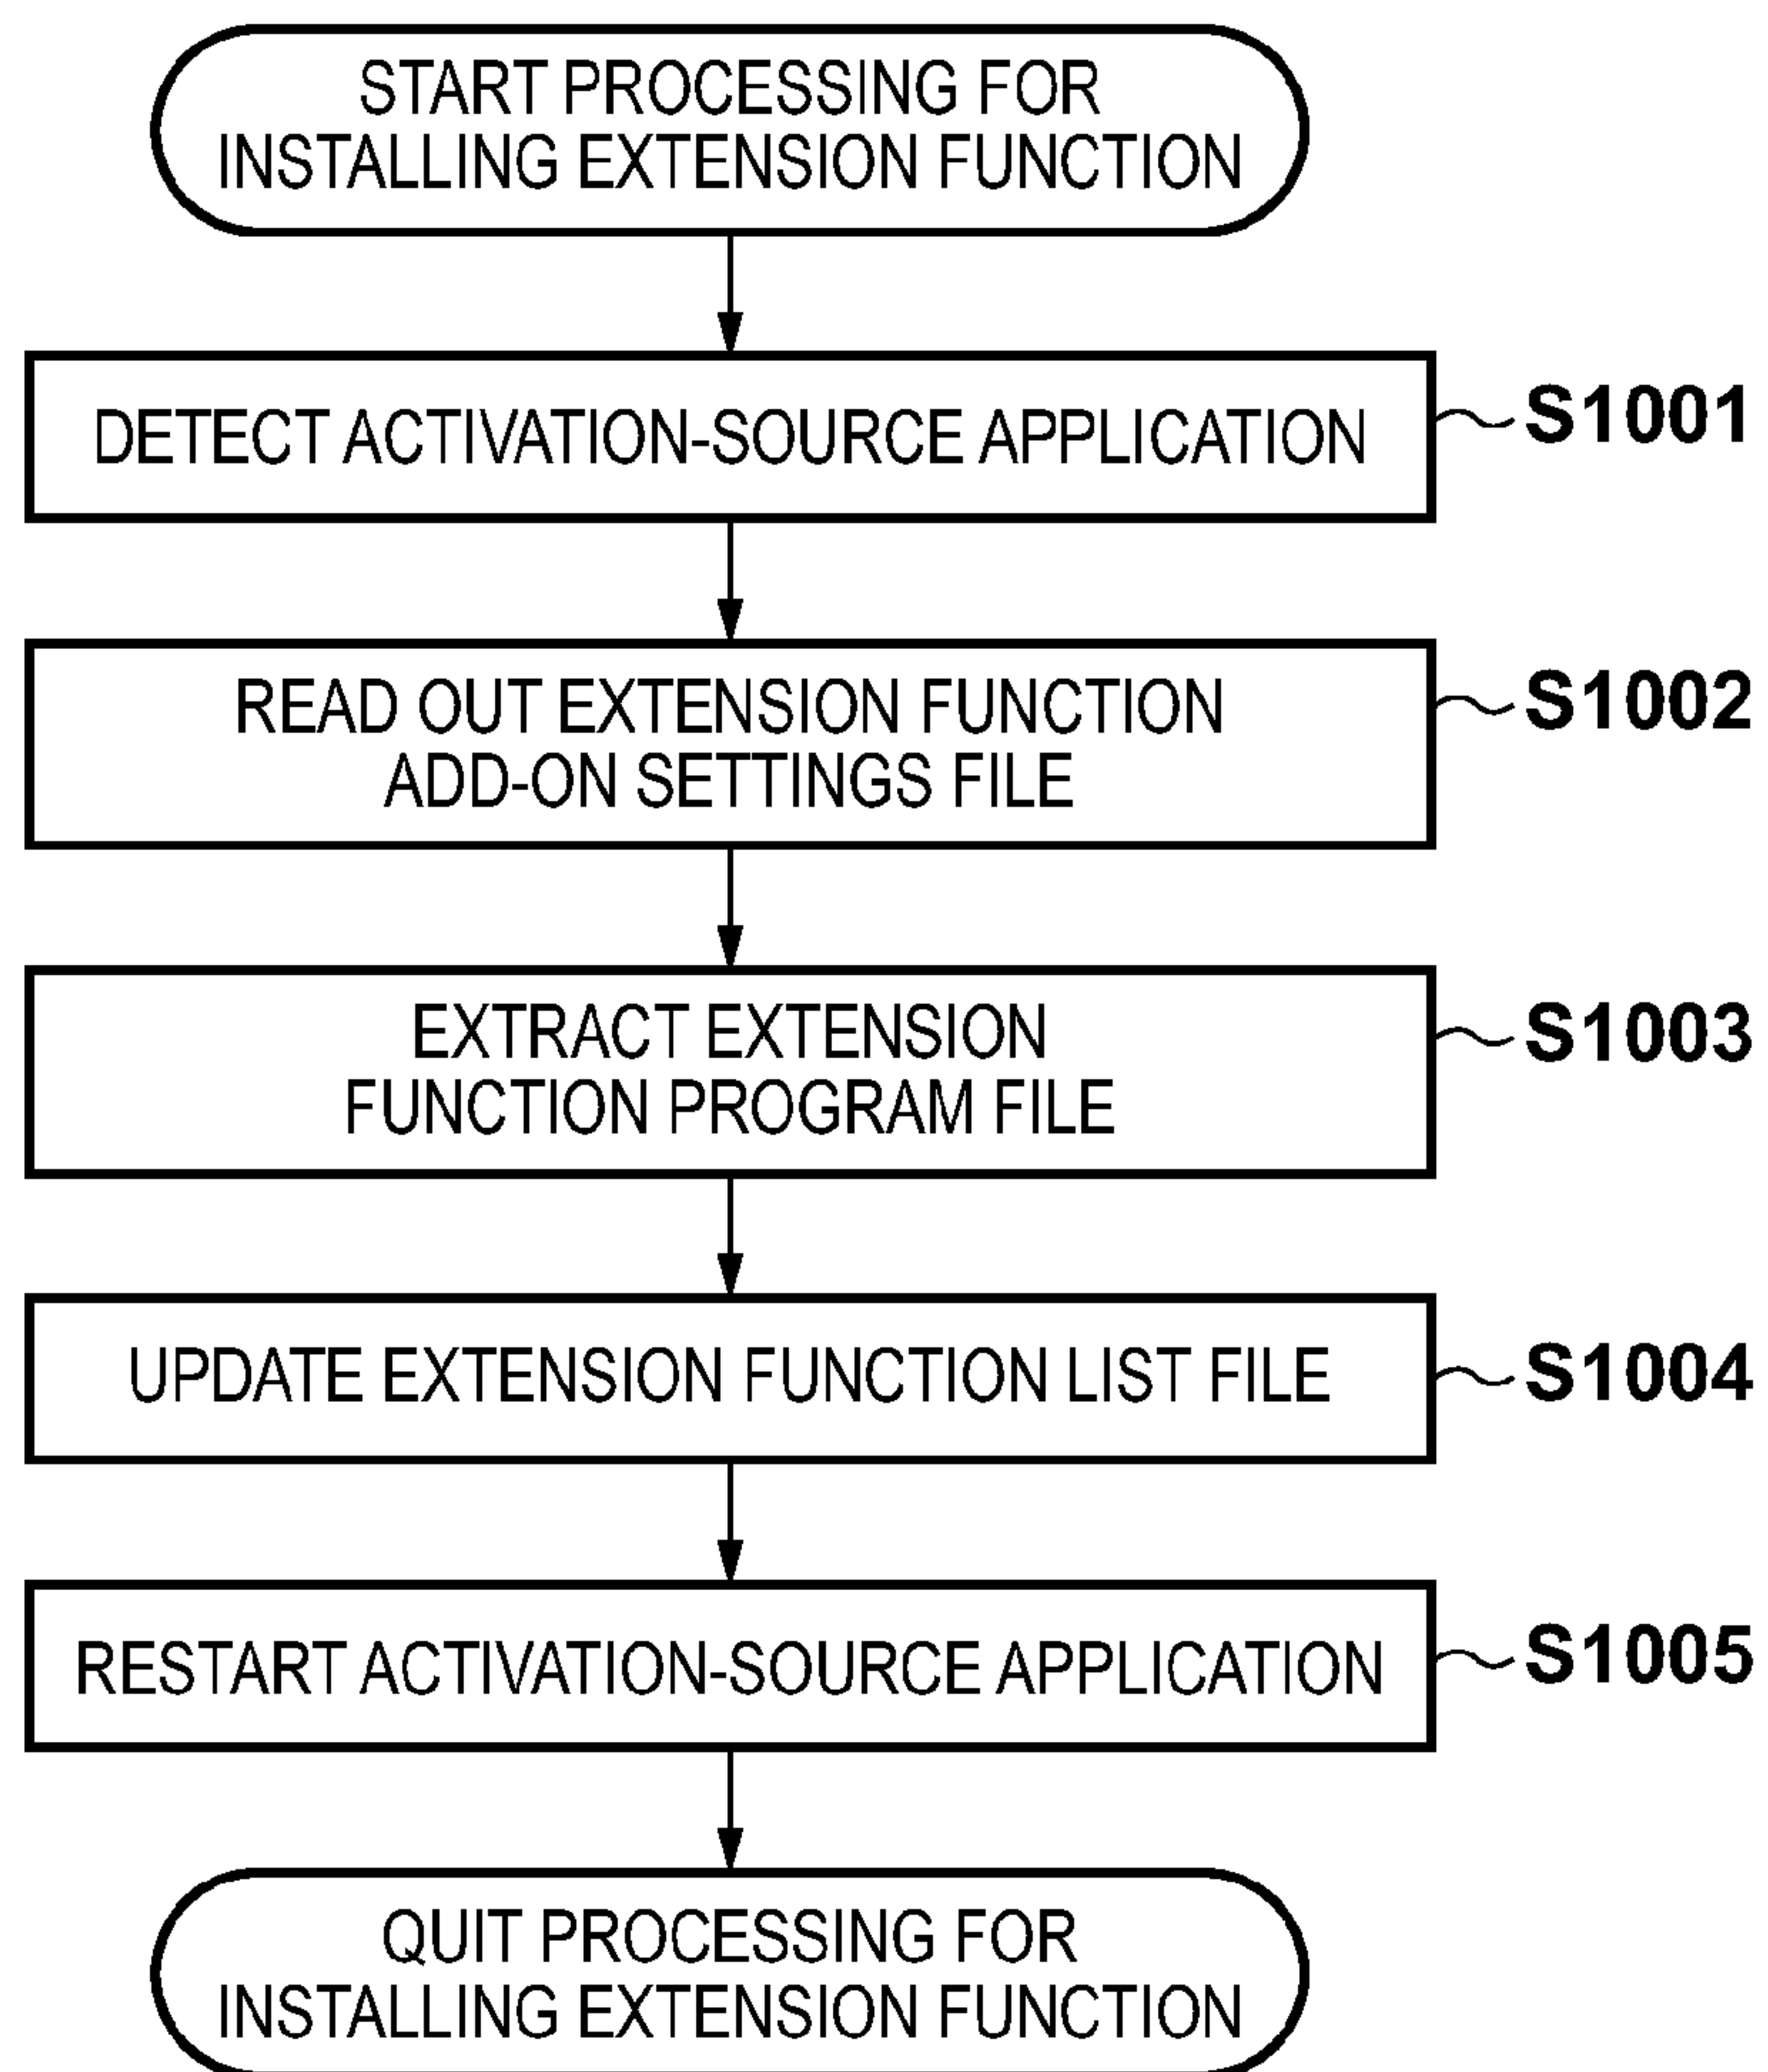 START PROCESSING FOR
INSTALLING EXTENSION FUNCTION
DETECT ACTIVATION-SOURCE APPLICATION
S1001
READ OUT EXTENSION FUNCTION
ADD-ON SETTINGS FILE
S1002
EXTRACT EXTENSION
FUNCTION PROGRAM FILE
S1003
UPDATE EXTENSION FUNCTION LIST FILE
S1004
RESTART ACTIVATION-SOURCE APPLICATION
S1005
QUIT PROCESSING FOR
INSTALLING EXTENSION FUNCTION